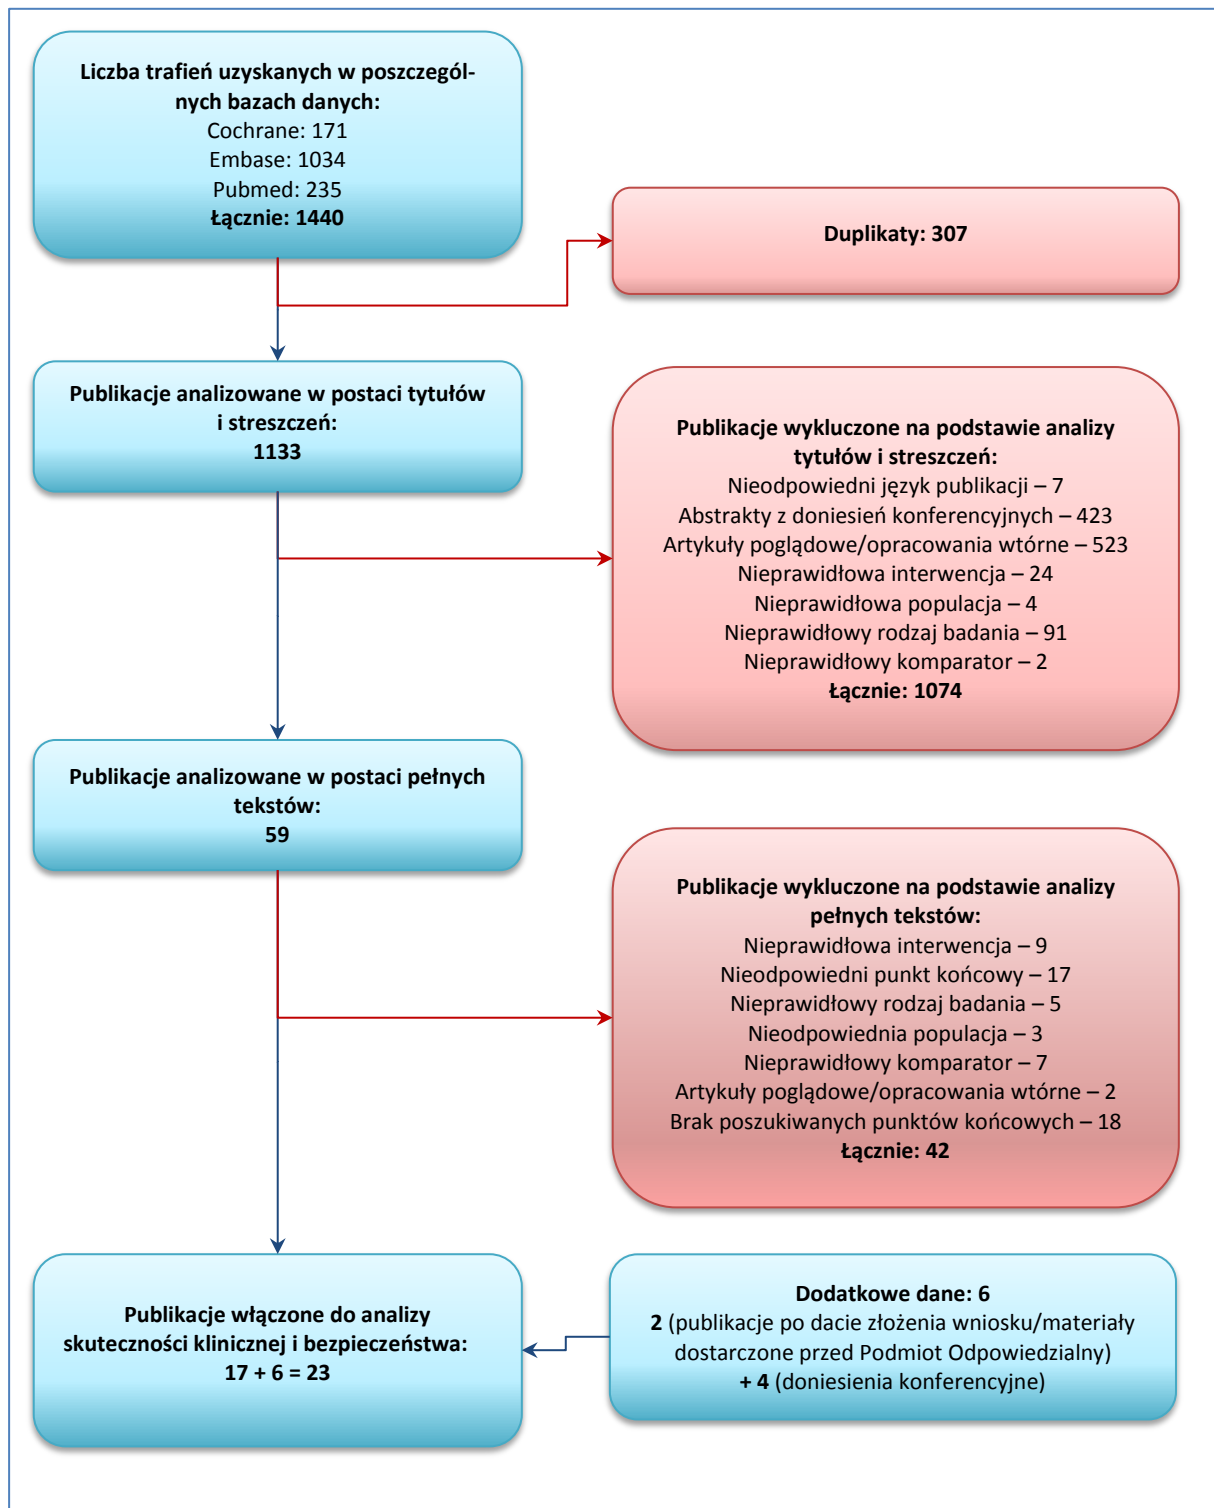 Liczba trafień uzyskanych w poszczegól-
nych bazach danych:
Cochrane: 171
Embase: 1034
Pubmed: 235
Łącznie: 1440
Duplikaty: 307
Publikacje analizowane w postaci tytułów
i streszczeń:
1133
Publikacje wykluczone na podstawie analizy
tytułów i streszczeń:
Nieodpowiedni język publikacji – 7
Abstrakty z doniesień konferencyjnych – 423
Artykuły poglądowe/opracowania wtórne – 523
Nieprawidłowa interwencja – 24
Nieprawidłowa populacja – 4
Nieprawidłowy rodzaj badania – 91
Nieprawidłowy komparator – 2
Łącznie: 1074
Publikacje analizowane w postaci pełnych
tekstów:
59
Publikacje wykluczone na podstawie analizy
pełnych tekstów:
Nieprawidłowa interwencja – 9
Nieodpowiedni punkt końcowy – 17
Nieprawidłowy rodzaj badania – 5
Nieodpowiednia populacja – 3
Nieprawidłowy komparator – 7
Artykuły poglądowe/opracowania wtórne – 2
Brak poszukiwanych punktów końcowych – 18
Łącznie: 42
Publikacje włączone do analizy
skuteczności klinicznej i bezpieczeństwa:
17 + 6 = 23
Dodatkowe dane: 6
2 (publikacje po dacie złożenia wniosku/materiały
dostarczone przed Podmiot Odpowiedzialny)
+ 4 (doniesienia konferencyjne)